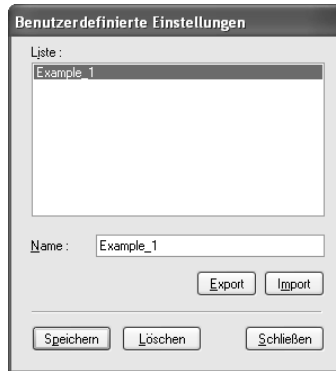 Benutzerdefinierte Einstellungen
Liste :
Example_1
Name : Example_1
Export Import
Speichern Löschen Schließen